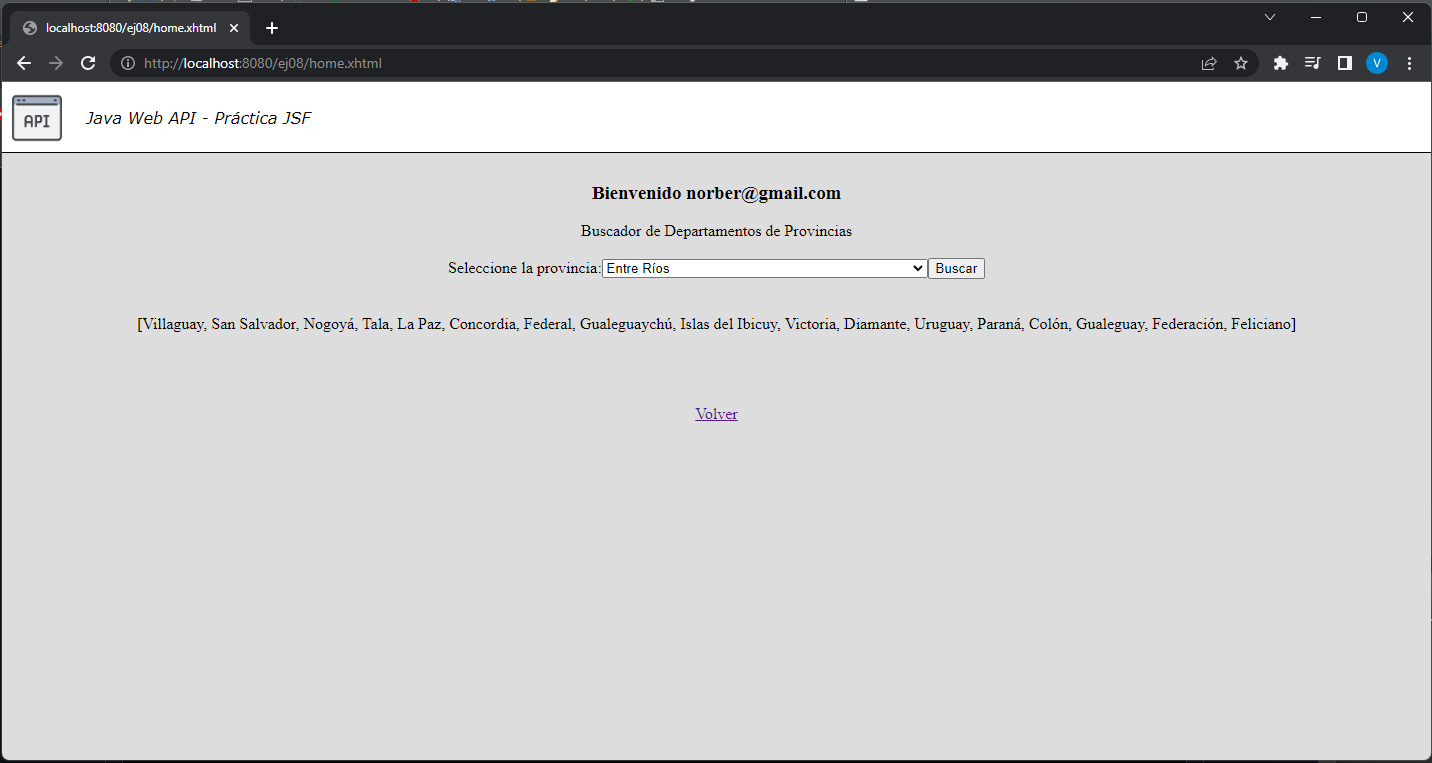 localhost:8080/ej08/home.xhtml
http://localhost:8080/ej08/home.xhtml
V
API
Java Web API - Práctica JSF
Bienvenido norber@gmail.com
Buscador de Departamentos de Provincias
Seleccione la provincia: Entre Ríos Buscar
[Villaguay, San Salvador, Nogoyá, Tala, La Paz, Concordia, Federal, Gualeguaychú, Islas del Ibicuy, Victoria, Diamante, Uruguay, Paraná, Colón, Gualeguay, Federación, Feliciano]
Volver